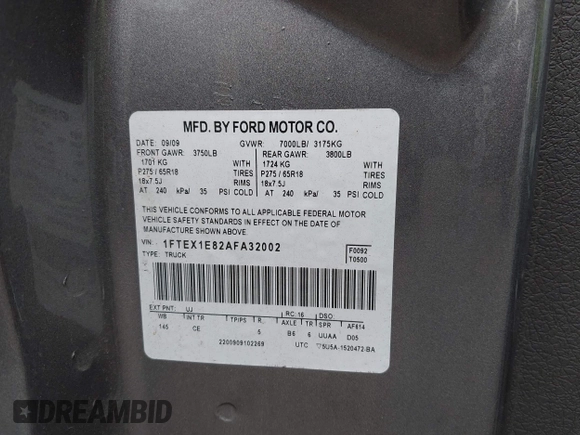 MFD. BY FORD MOTOR CO.
DATE: 09/09 GVWR: 7000LB/ 3175KG
FRONT GAWR: 3750LB REAR GAWR: 3800LB
1701 KG WITH 1724 KG WITH
P275 / 65R18 TIRES P275 / 65R18 TIRES
18x7.5J RIMS 18x7.5J RIMS
AT 240 kPa/ 35 PSI COLD AT 240 kPa/ 35 PSI COLD
THIS VEHICLE CONFORMS TO ALL APPLICABLE FEDERAL MOTOR
VEHICLE SAFETY STANDARDS IN EFFECT ON THE DATE OF
MANUFACTURE SHOWN ABOVE.
VIN: 1FTEX1E82AFA32002 F0092
TYPE: TRUCK T0500
EXT PNT: UJ RC: 16 DSO
WB INT TR TP/PS R. AXLE TR SPR AF614
145 CE 5 B6 6 UUAA D05
2200909102269 UTC 5U5A-1520472-BA
DREAMBID